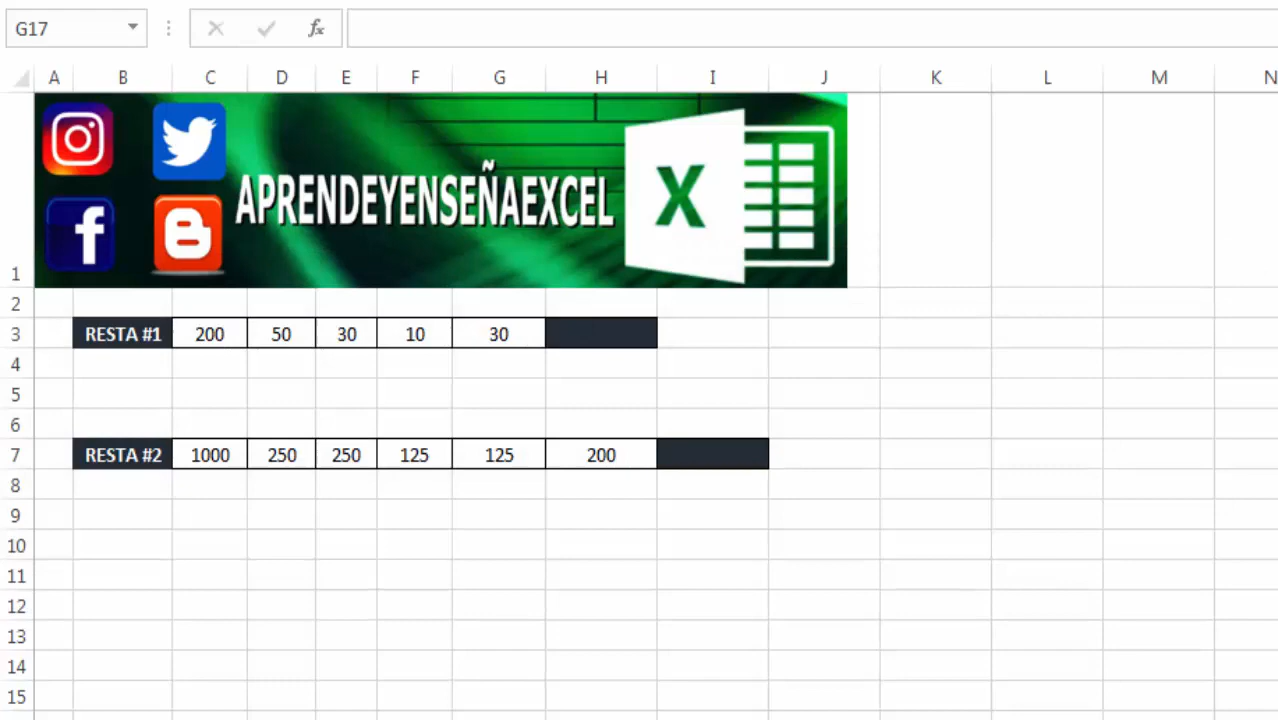 G17 fx
A B C D E F G H I J K L M N
APRENDEYENSEÑAEXCEL
X
1
2
3 RESTA #1 200 50 30 10 30
4
5
6
7 RESTA #2 1000 250 250 125 125 200
8
9
10
11
12
13
14
15